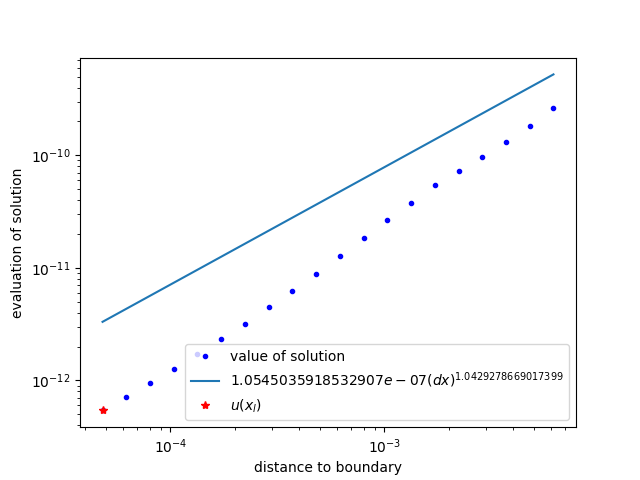 evaluation of solution
10⁻¹⁰
10⁻¹¹
10⁻¹²
value of solution
1.0545035918532907e − 07(dx)^1.0429278669017399
u(x_l)
10⁻⁴
10⁻³
distance to boundary